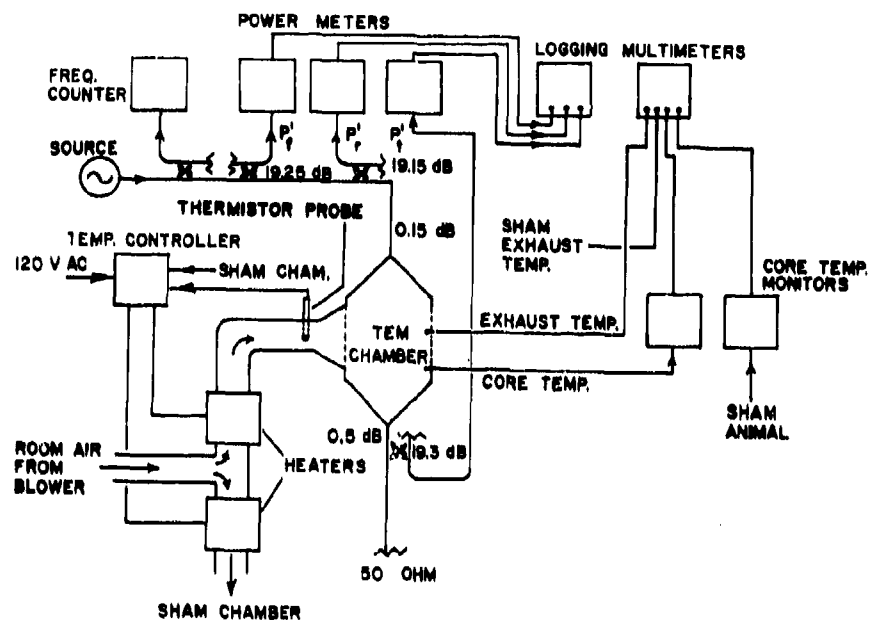 POWER METERS
LOGGING MULTIMETERS
FREQ.
COUNTER
P'f
P'r
P't
SOURCE
19.25 dB
19.15 dB
THERMISTOR PROBE
0.15 dB
TEMP. CONTROLLER
120 V AC
SHAM CHAM.
SHAM
EXHAUST
TEMP.
CORE TEMP.
MONITORS
TEM
CHAMBER
EXHAUST TEMP.
CORE TEMP.
SHAM
ANIMAL
0.5 dB
19.3 dB
ROOM AIR
FROM
BLOWER
HEATERS
50 OHM
SHAM CHAMBER